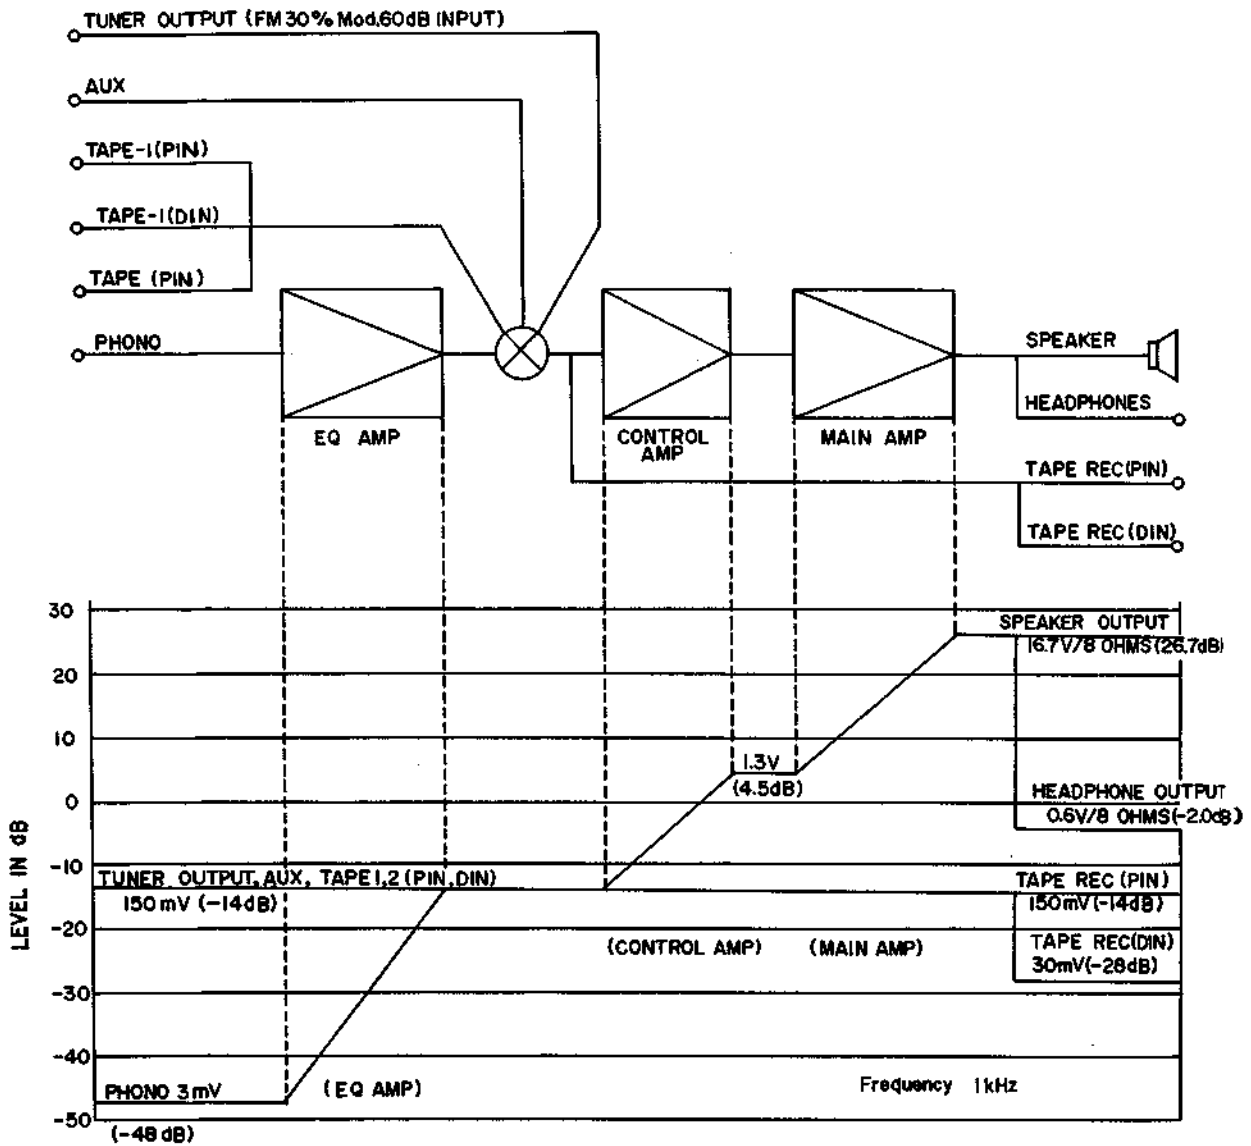 TUNER OUTPUT (FM 30% Mod,60dB INPUT)
AUX
TAPE-1(PIN)
TAPE-1(DIN)
TAPE (PIN)
PHONO
EQ AMP
CONTROL
AMP
MAIN AMP
SPEAKER
HEADPHONES
TAPE REC(PIN)
TAPE REC(DIN)
30
20
10
0
-10
-20
-30
-40
-50
LEVEL IN dB
SPEAKER OUTPUT
16.7V/8 OHMS(26.7dB)
1.3V
(4.5dB)
HEADPHONE OUTPUT
0.6V/8 OHMS(-2.0dB)
TUNER OUTPUT, AUX, TAPE 1,2 (PIN,DIN)
150mV (-14dB)
TAPE REC (PIN)
150mV(-14dB)
(CONTROL AMP)
(MAIN AMP)
TAPE REC(DIN)
30mV(-28dB)
PHONO 3mV
(-48dB)
(EQ AMP)
Frequency 1kHz